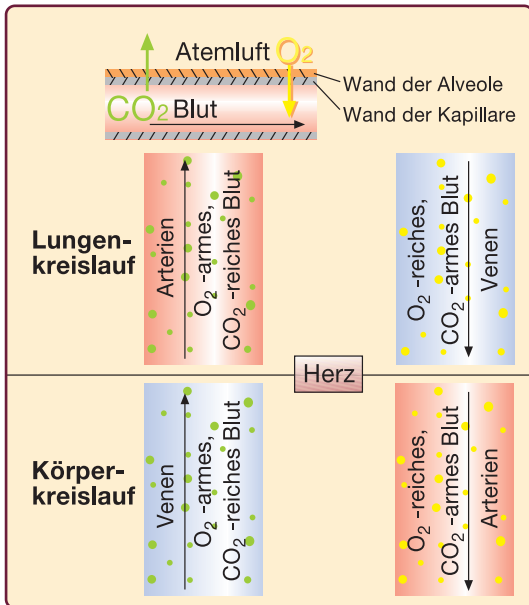 Atemluft O₂
Wand der Alveole
Wand der Kapillare
CO₂ Blut
Lungen-
kreislauf
Arterien
O₂-armes,
CO₂-reiches Blut
O₂-reiches,
CO₂-armes Blut
Venen
Herz
Körper-
kreislauf
Venen
O₂-armes,
CO₂-reiches Blut
O₂-reiches,
CO₂-armes Blut
Arterien